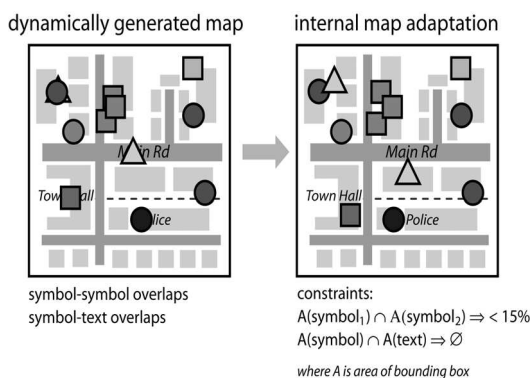 dynamically generated map
internal map adaptation
Main Rd
Town Hall
lice
Main Rd
Town Hall
Police
symbol-symbol overlaps
symbol-text overlaps
constraints:
A(symbol₁) ∩ A(symbol₂) ⇒ < 15%
A(symbol) ∩ A(text) ⇒ ∅
where A is area of bounding box